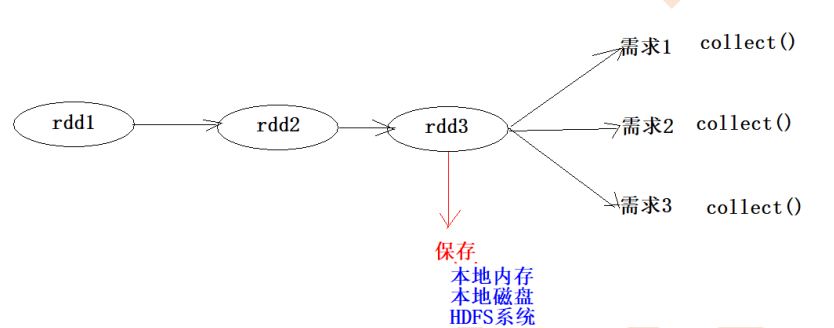 需求1 collect()
rdd1 rdd2 rdd3
需求2 collect()
需求3 collect()
保存
本地内存
本地磁盘
HDFS系统